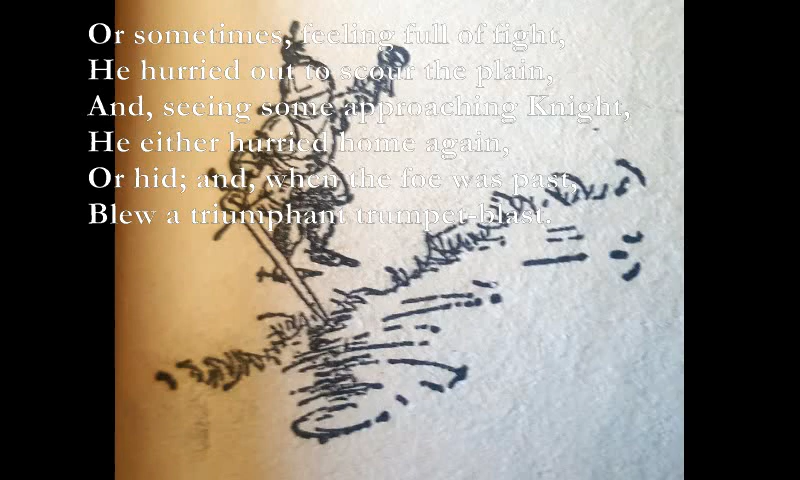 Or sometimes, feeling full of fight,
He hurried out to scour the plain,
And, seeing some approaching Knight,
He either hurried home again,
Or hid; and, when the foe was past,
Blew a triumphant trumpet-blast.